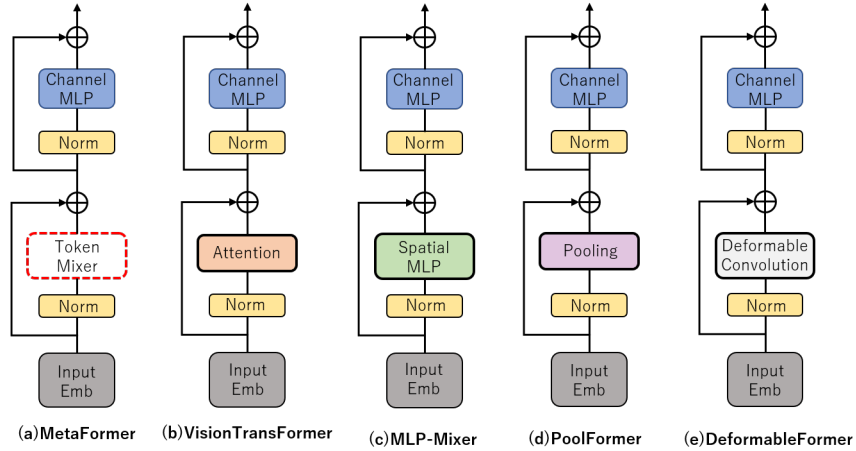 Channel
MLP
Norm
Token
Mixer
Norm
Input
Emb
(a)MetaFormer
Channel
MLP
Norm
Attention
Norm
Input
Emb
(b)VisionTransFormer
Channel
MLP
Norm
Spatial
MLP
Norm
Input
Emb
(c)MLP-Mixer
Channel
MLP
Norm
Pooling
Norm
Input
Emb
(d)PoolFormer
Channel
MLP
Norm
Deformable
Convolution
Norm
Input
Emb
(e)DeformableFormer